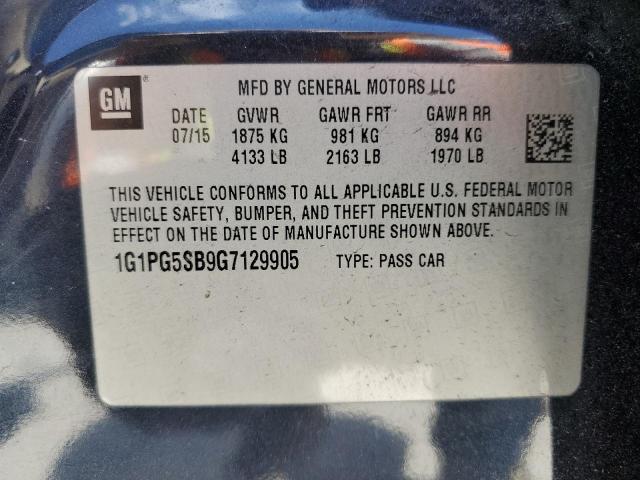 GM ®
MFD BY GENERAL MOTORS LLC
DATE GVWR GAWR FRT GAWR RR
07/15 1875 KG 981 KG 894 KG
4133 LB 2163 LB 1970 LB
THIS VEHICLE CONFORMS TO ALL APPLICABLE U.S. FEDERAL MOTOR
VEHICLE SAFETY, BUMPER, AND THEFT PREVENTION STANDARDS IN
EFFECT ON THE DATE OF MANUFACTURE SHOWN ABOVE.
1G1PG5SB9G7129905 TYPE: PASS CAR